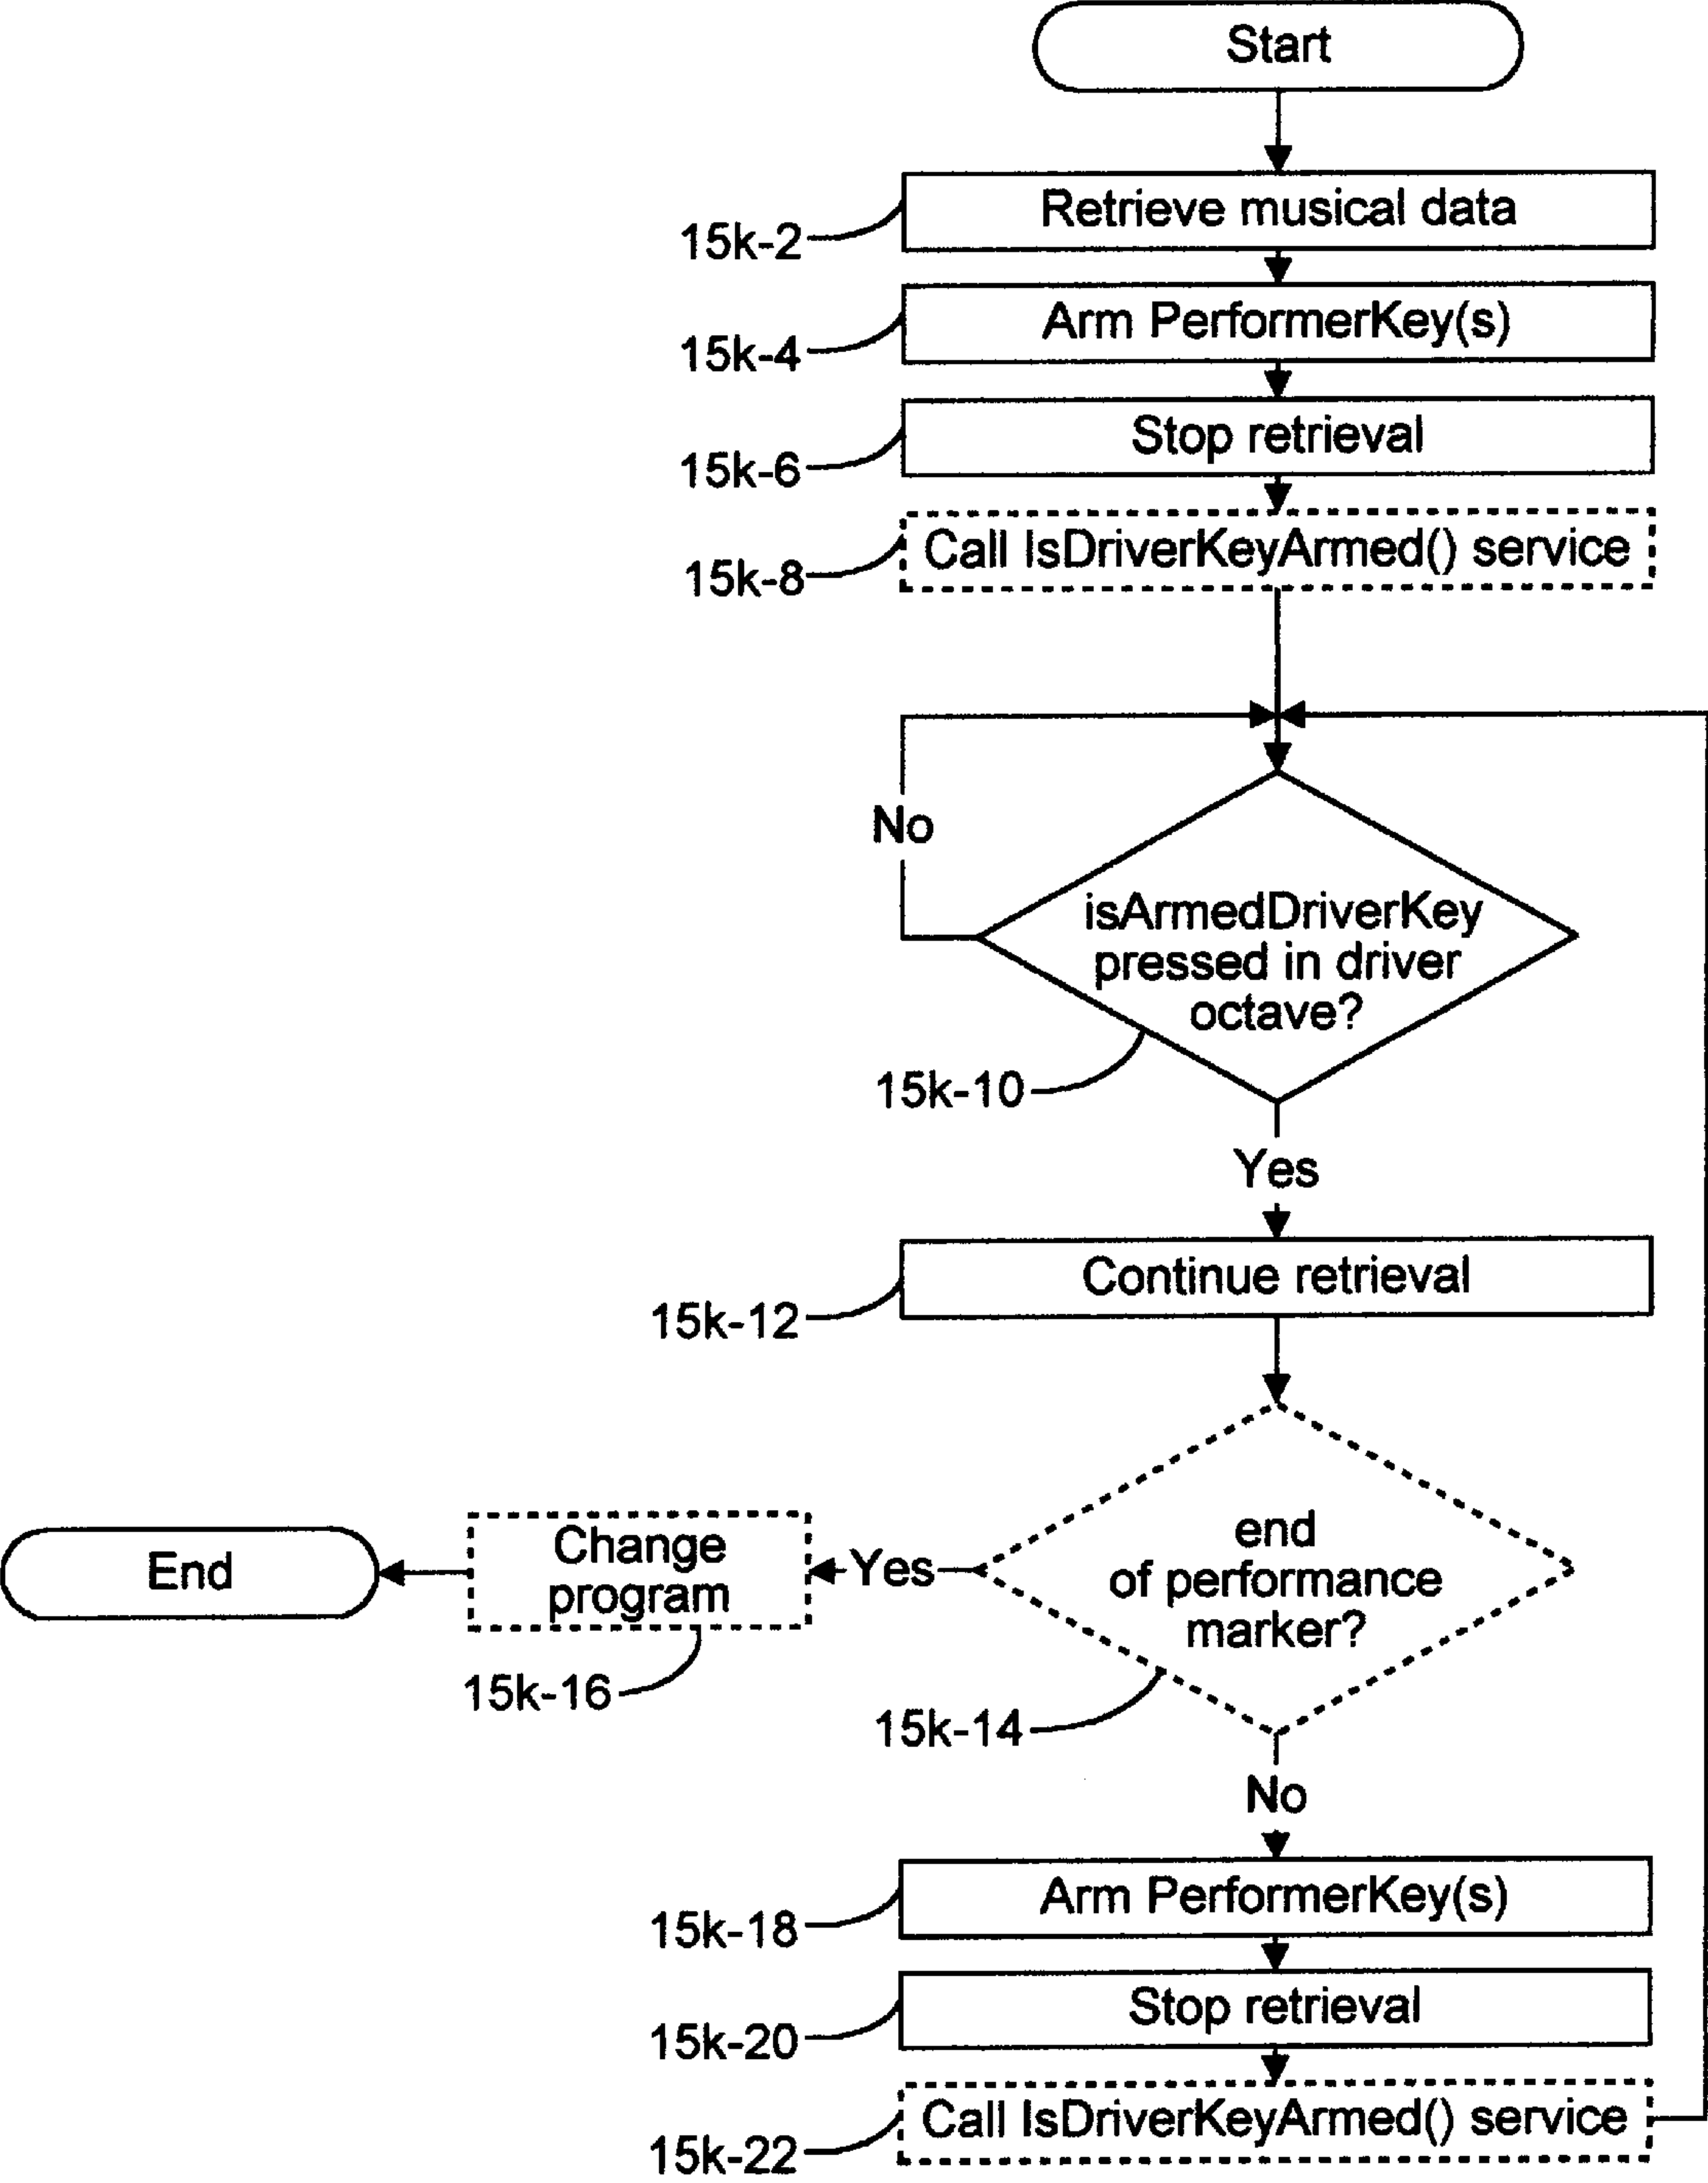 Start
Retrieve musical data
15k-2
Arm PerformerKey(s)
15k-4
Stop retrieval
15k-6
Call IsDriverKeyArmed() service
15k-8
No
isArmedDriverKey
pressed in driver
octave?
15k-10
Yes
Continue retrieval
15k-12
end
of performance
marker?
Yes
Change
program
End
15k-16
15k-14
No
Arm PerformerKey(s)
15k-18
Stop retrieval
15k-20
Call IsDriverKeyArmed() service
15k-22